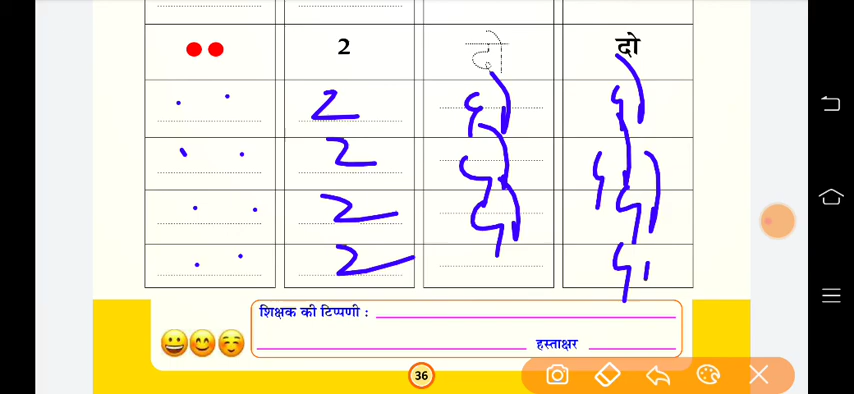 2 दो दो
2 दो दो
2 दो दो
2 दो दो
2 दो
शिक्षक की टिप्पणी :
हस्ताक्षर
36